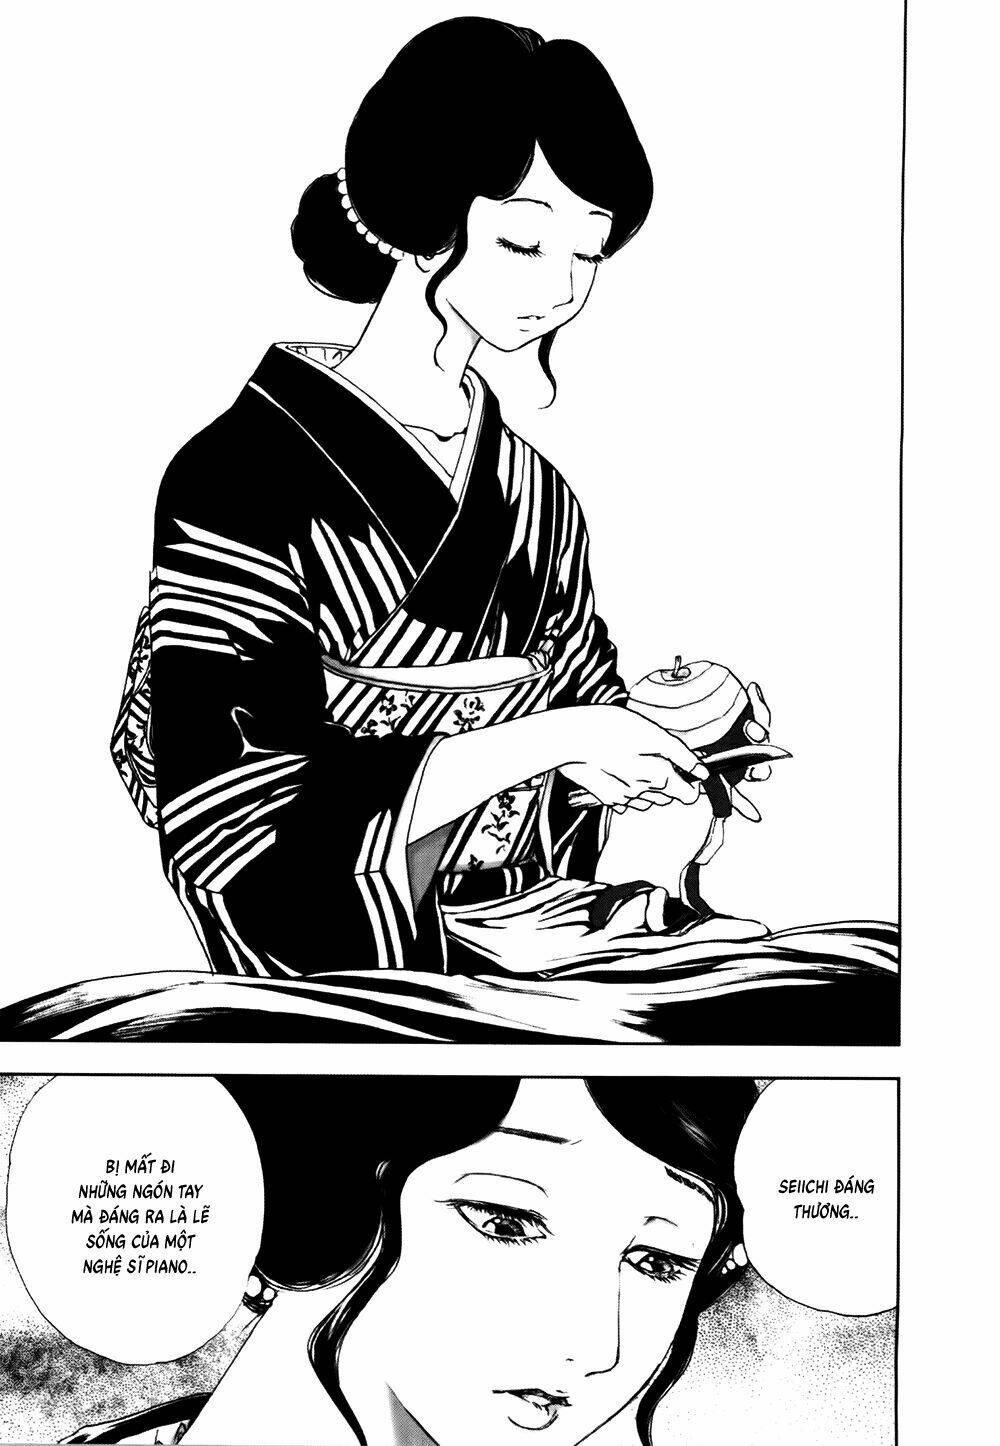 SEIICHI ĐÁNG
THƯƠNG..
BỊ MẤT ĐI
NHỮNG NGÓN TAY
MÀ ĐÁNG RA LÀ LẼ
SỐNG CỦA MỘT
NGHỆ SĨ PIANO..